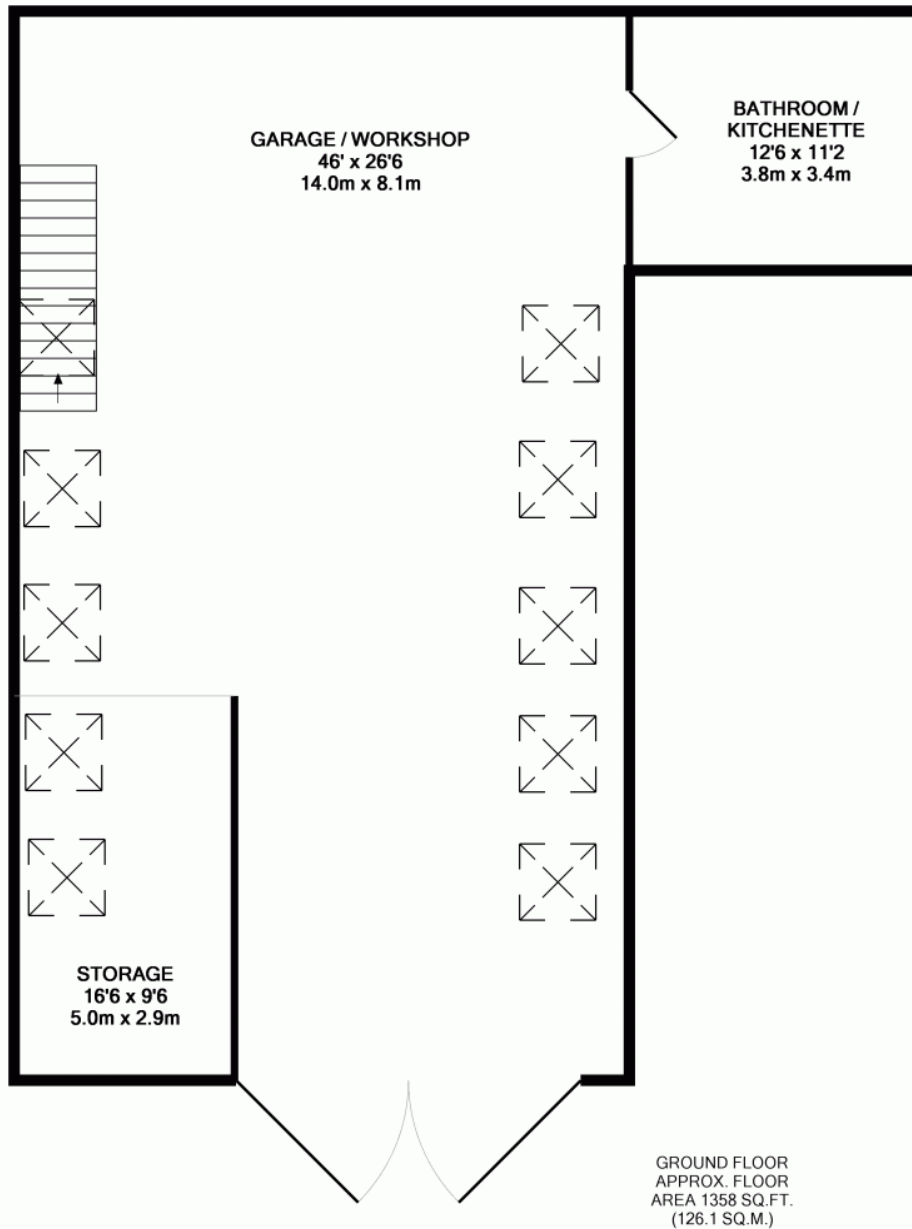 GARAGE / WORKSHOP
46' x 26'6
14.0m x 8.1m
BATHROOM /
KITCHENETTE
12'6 x 11'2
3.8m x 3.4m
STORAGE
16'6 x 9'6
5.0m x 2.9m
GROUND FLOOR
APPROX. FLOOR
AREA 1358 SQ.FT.
(126.1 SQ.M.)